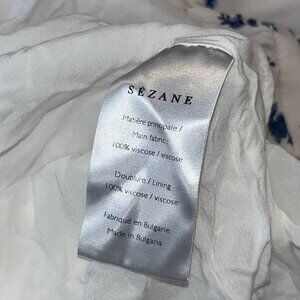 SÉZANE
Matière principale /
Main fabric:
100% viscose / viscose
Doublure / Lining
100% viscose / viscose
Fabriqué en Bulgarie
Made in Bulgaria